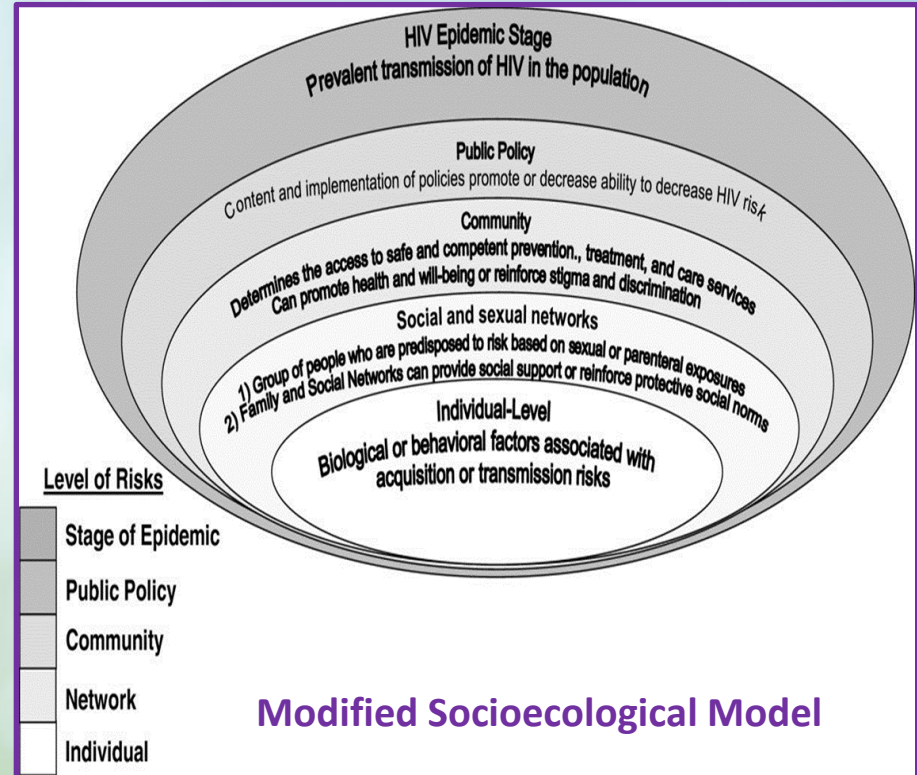 HIV Epidemic Stage
Prevalent transmission of HIV in the population
Public Policy
Content and implementation of policies promote or decrease ability to decrease HIV risk
Community
Determines the access to safe and competent prevention., treatment, and care services
Can promote health and will-being or reinforce stigma and discrimination
Social and sexual networks
1) Group of people who are predisposed to risk based on sexual or parenteral exposures
2) Family and Social Networks can provide social support or reinforce protective social norms
Individual-Level
Biological or behavioral factors associated with
acquisition or transmission risks
Level of Risks
Stage of Epidemic
Public Policy
Community
Network
Individual
Modified Socioecological Model